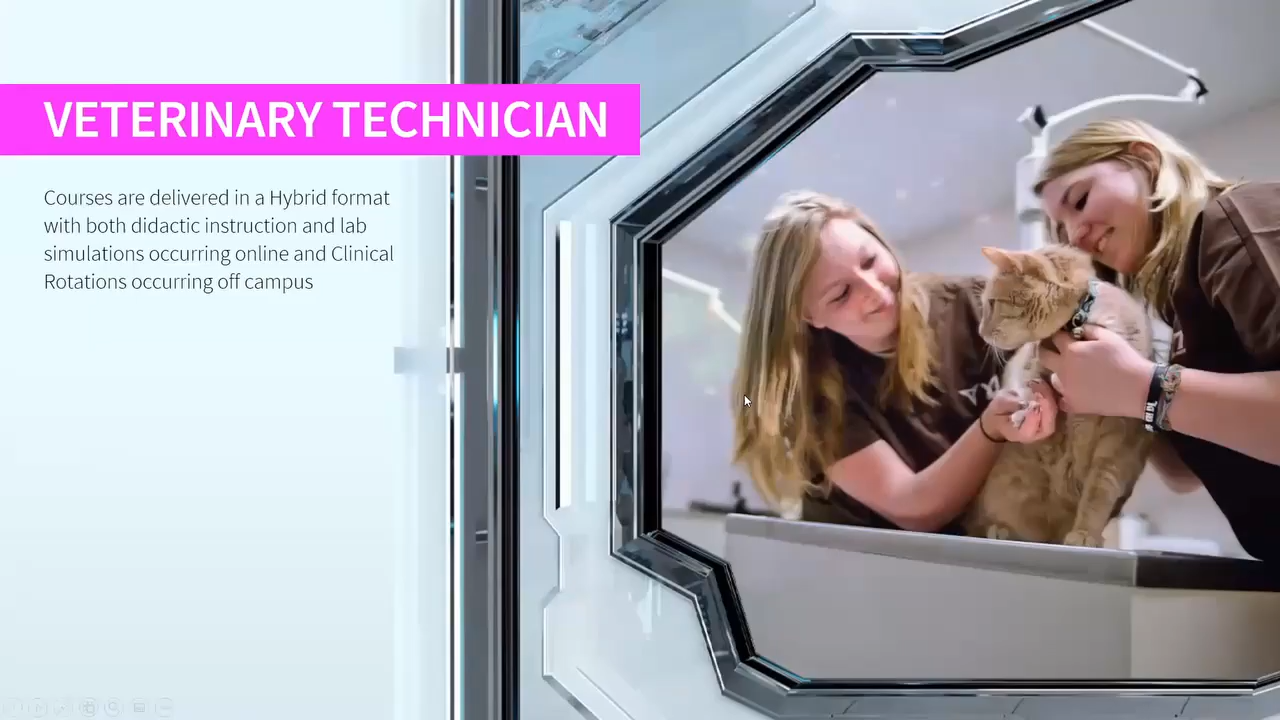 VETERINARY TECHNICIAN
Courses are delivered in a Hybrid format
with both didactic instruction and lab
simulations occurring online and Clinical
Rotations occurring off campus